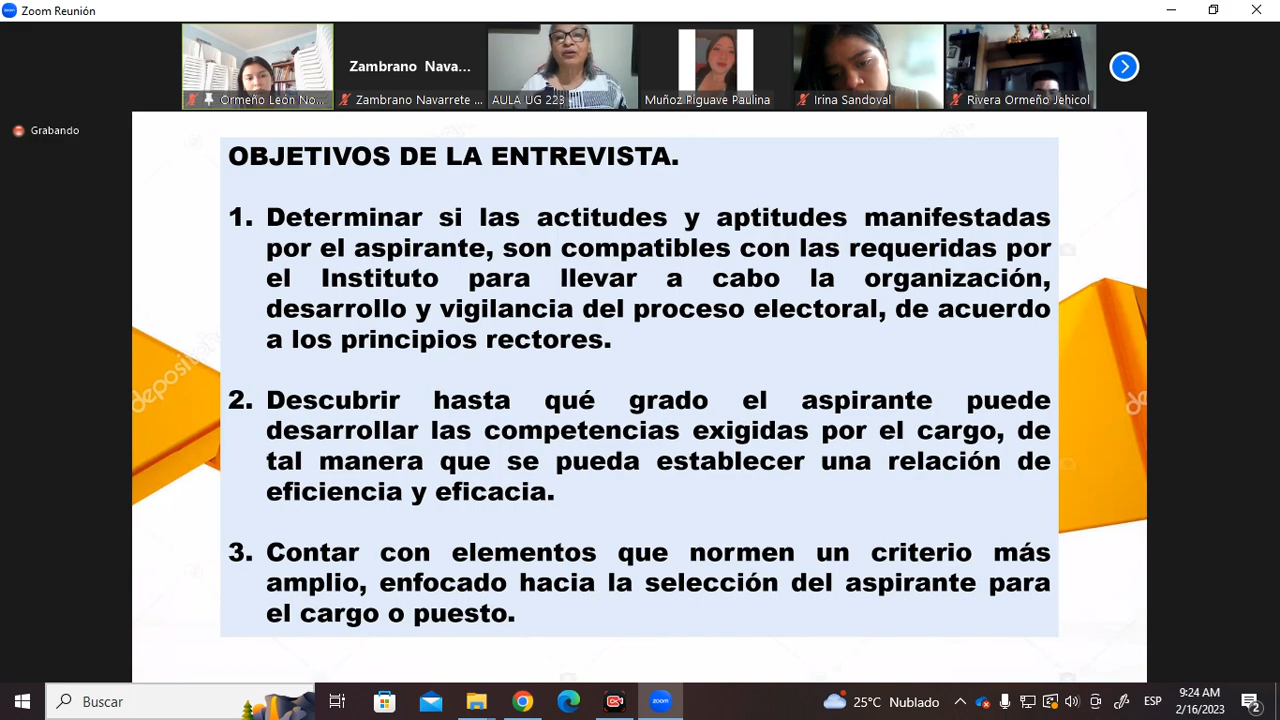 Zoom Reunión
Zambrano Nava...
Ormeño León No...
Zambrano Navarrete ...
AULA UG 223
Muñoz Piguave Paulina
Irina Sandoval
Rivera Ormeño Jehicol
Grabando
OBJETIVOS DE LA ENTREVISTA.
1. Determinar si las actitudes y aptitudes manifestadas
por el aspirante, son compatibles con las requeridas por
el Instituto para llevar a cabo la organización,
desarrollo y vigilancia del proceso electoral, de acuerdo
a los principios rectores.
2. Descubrir hasta qué grado el aspirante puede
desarrollar las competencias exigidas por el cargo, de
tal manera que se pueda establecer una relación de
eficiencia y eficacia.
3. Contar con elementos que normen un criterio más
amplio, enfocado hacia la selección del aspirante para
el cargo o puesto.
Buscar
25°C Nublado
ESP
9:24 AM
2/16/2023
2